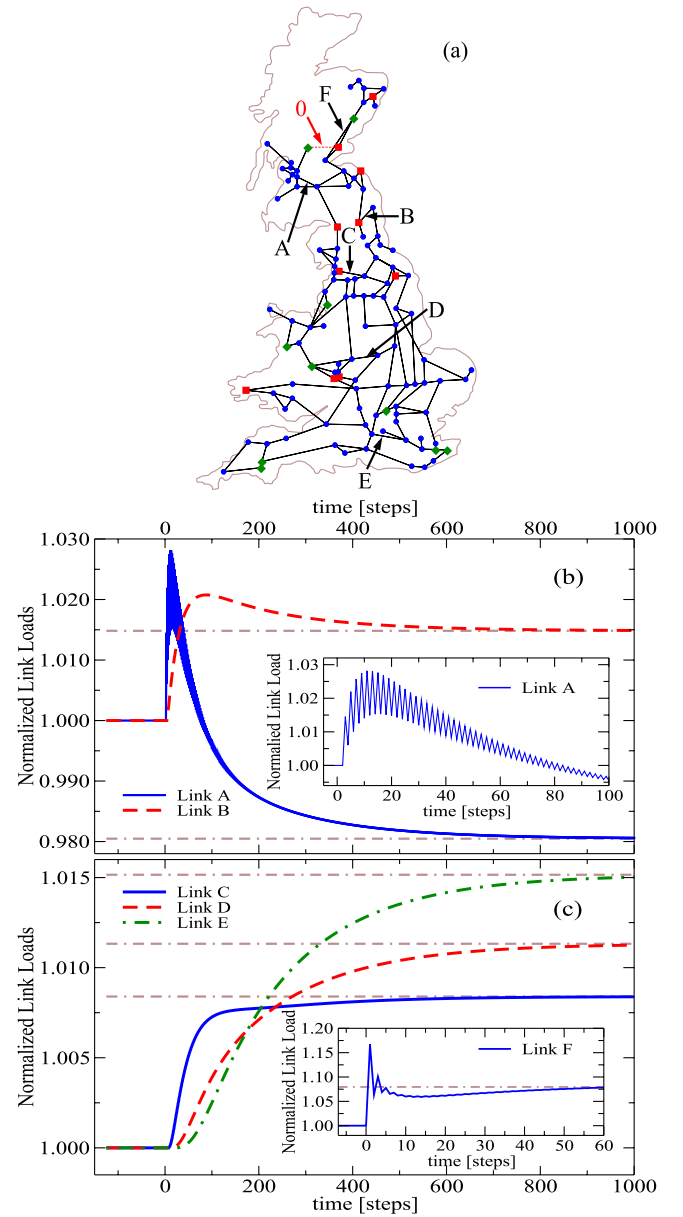 (a)
F
0
B
A
C
D
E
time [steps]
0 200 400 600 800 1000
1.030
(b)
1.015
1.000
0.990
0.980
Normalized Link Loads
Link A
Link B
1.03
1.02
1.01
1.00
Normalied Link Load
Link A
0 20 40 60 80 100
time [steps]
1.015
Link C
Link D
Link E
(c)
1.010
1.005
1.000
Normalized Link Loads
1.20
1.15
1.10
1.05
1.00
Normalized Link Load
Link F
0 10 20 30 40 50 60
time [steps]
0 200 400 600 800 1000
time [steps]